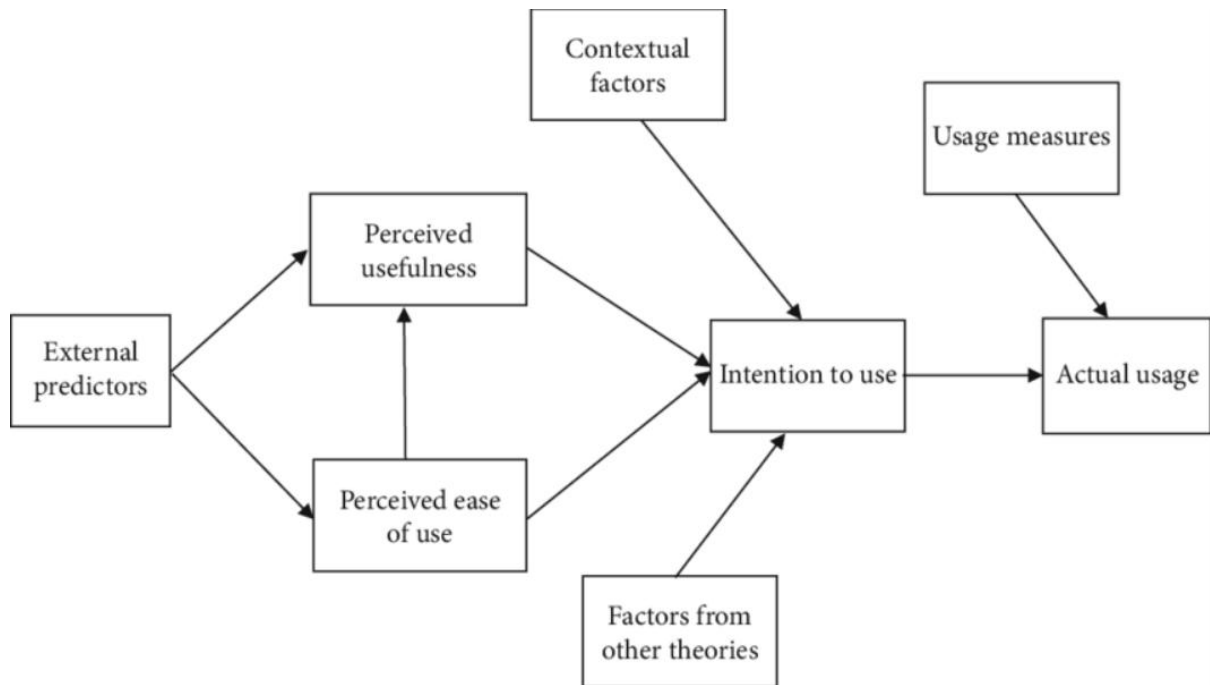 Contextual
factors
Usage measures
Perceived
usefulness
External
predictors
Intention to use
Actual usage
Perceived ease
of use
Factors from
other theories